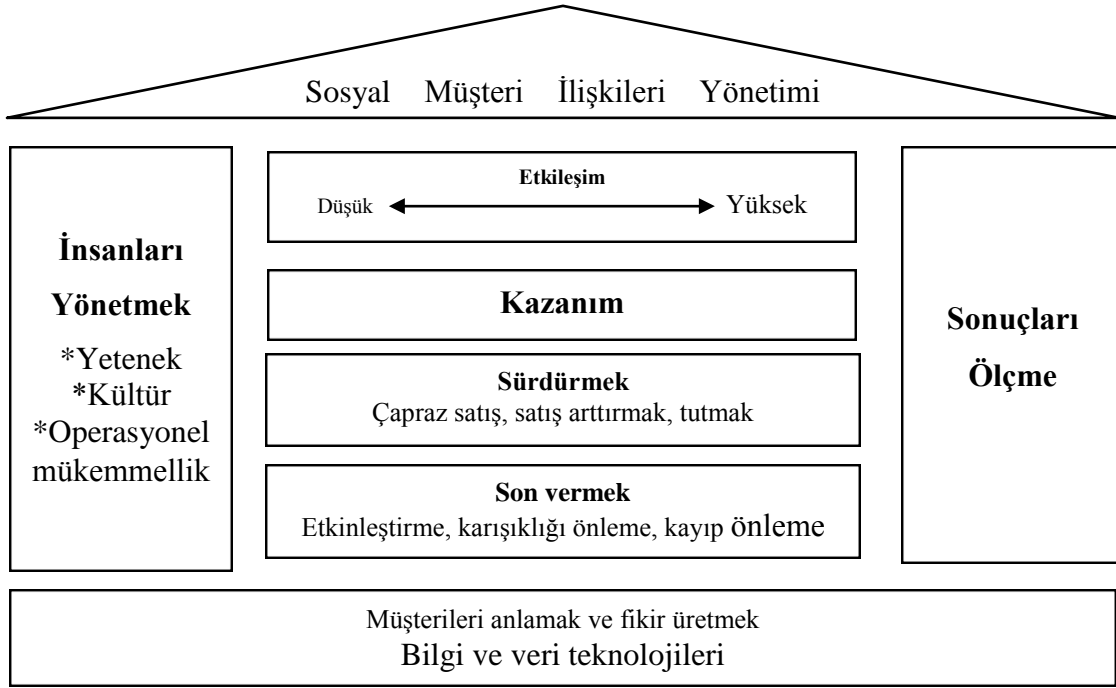 Sosyal Müşteri İlişkileri Yönetimi
İnsanları
Yönetmek
*Yetenek
*Kültür
*Operasyonel
mükemmellik
Etkileşim
Düşük Yüksek
Kazanım
Sürdürmek
Çapraz satış, satış arttırmak, tutmak
Son vermek
Etkinleştirme, karışıklığı önleme, kayıp önleme
Sonuçları
Ölçme
Müşterileri anlamak ve fikir üretmek
Bilgi ve veri teknolojileri